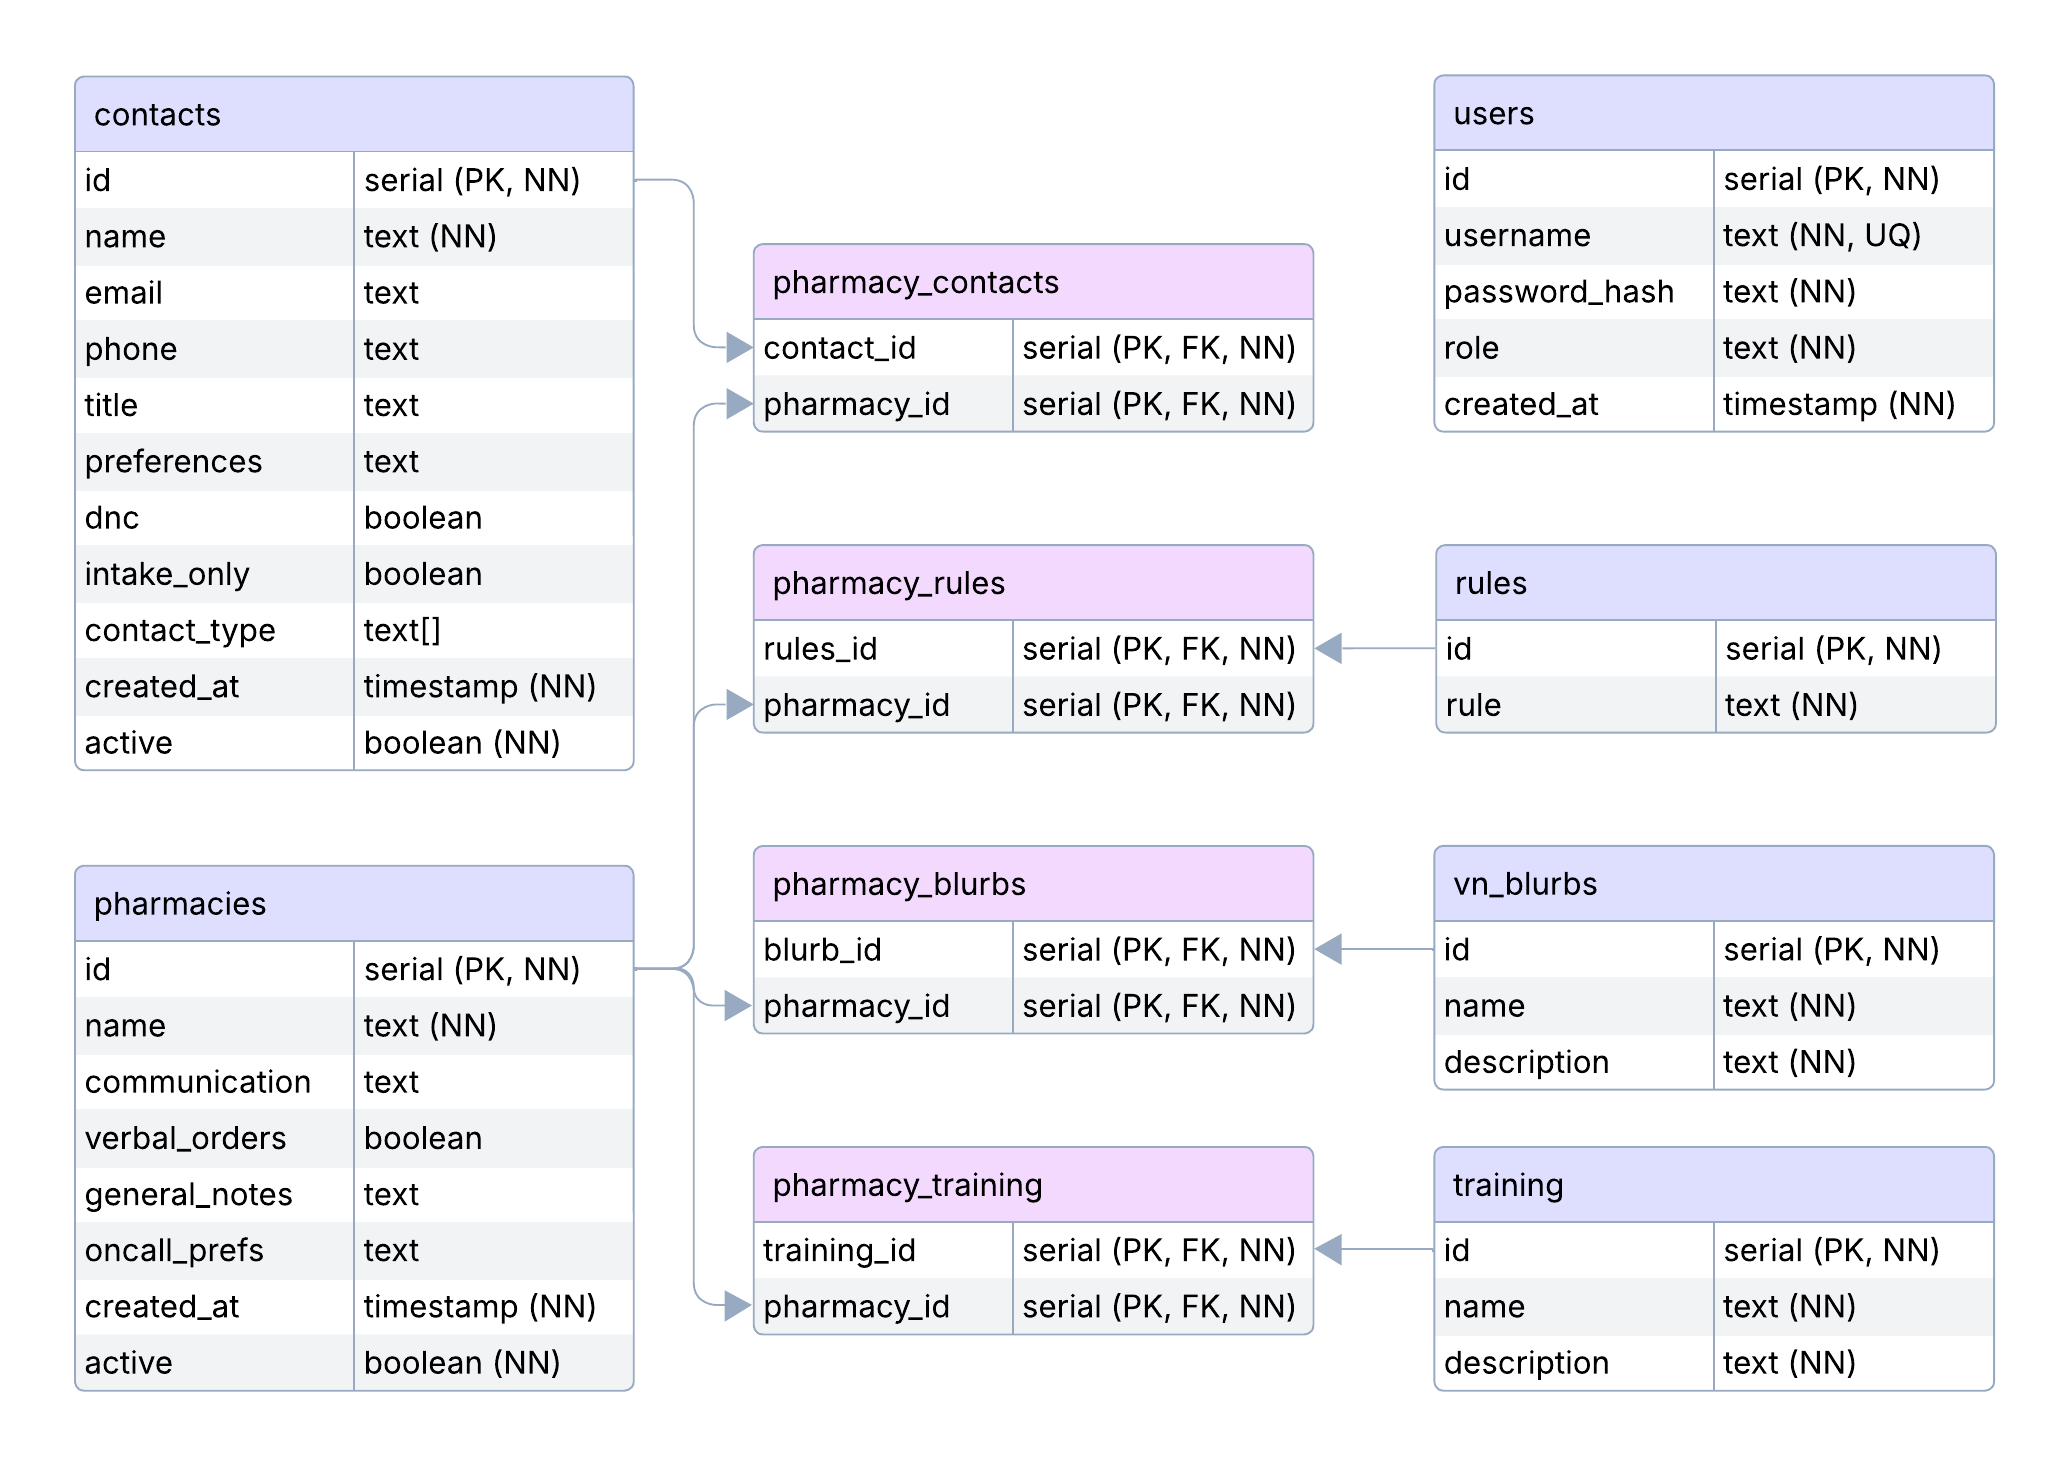 contacts
id serial (PK, NN)
name text (NN)
email text
phone text
title text
preferences text
dnc boolean
intake_only boolean
contact_type text[]
created_at timestamp (NN)
active boolean (NN)
pharmacies
id serial (PK, NN)
name text (NN)
communication text
verbal_orders boolean
general_notes text
oncall_prefs text
created_at timestamp (NN)
active boolean (NN)
pharmacy_contacts
contact_id serial (PK, FK, NN)
pharmacy_id serial (PK, FK, NN)
pharmacy_rules
rules_id serial (PK, FK, NN)
pharmacy_id serial (PK, FK, NN)
pharmacy_blurbs
blurb_id serial (PK, FK, NN)
pharmacy_id serial (PK, FK, NN)
pharmacy_training
training_id serial (PK, FK, NN)
pharmacy_id serial (PK, FK, NN)
users
id serial (PK, NN)
username text (NN, UQ)
password_hash text (NN)
role text (NN)
created_at timestamp (NN)
rules
id serial (PK, NN)
rule text (NN)
vn_blurbs
id serial (PK, NN)
name text (NN)
description text (NN)
training
id serial (PK, NN)
name text (NN)
description text (NN)